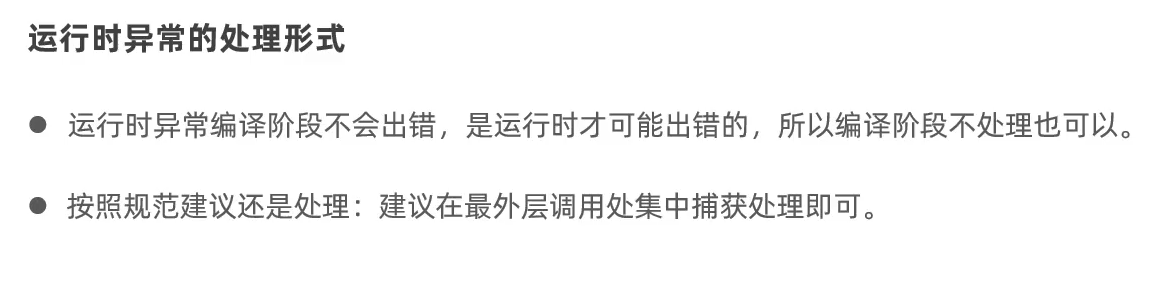 运行时异常的处理形式
● 运行时异常编译阶段不会出错，是运行时才可能出错的，所以编译阶段不处理也可以。
● 按照规范建议还是处理：建议在最外层调用处集中捕获处理即可。